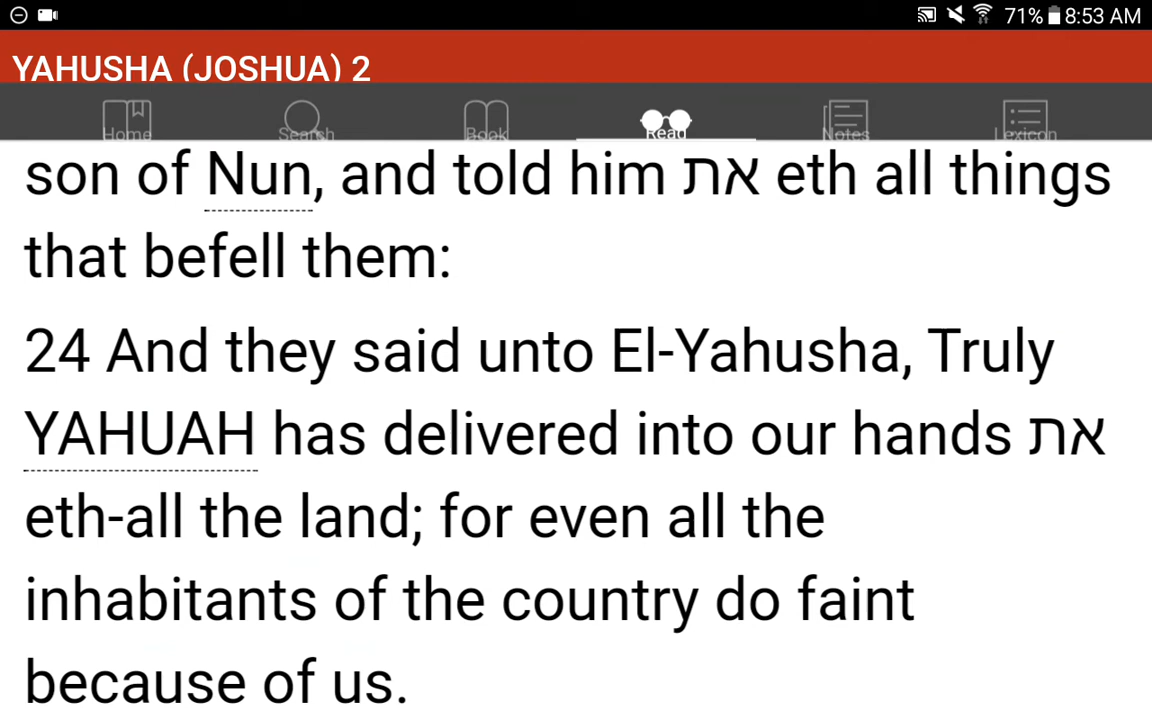 71% 8:53 AM
YAHUSHA (JOSHUA) 2
Home Search Book Read Notes Lexicon
son of Nun, and told him את eth all things
that befell them:
24 And they said unto El-Yahusha, Truly
YAHUAH has delivered into our hands את
eth-all the land; for even all the
inhabitants of the country do faint
because of us.